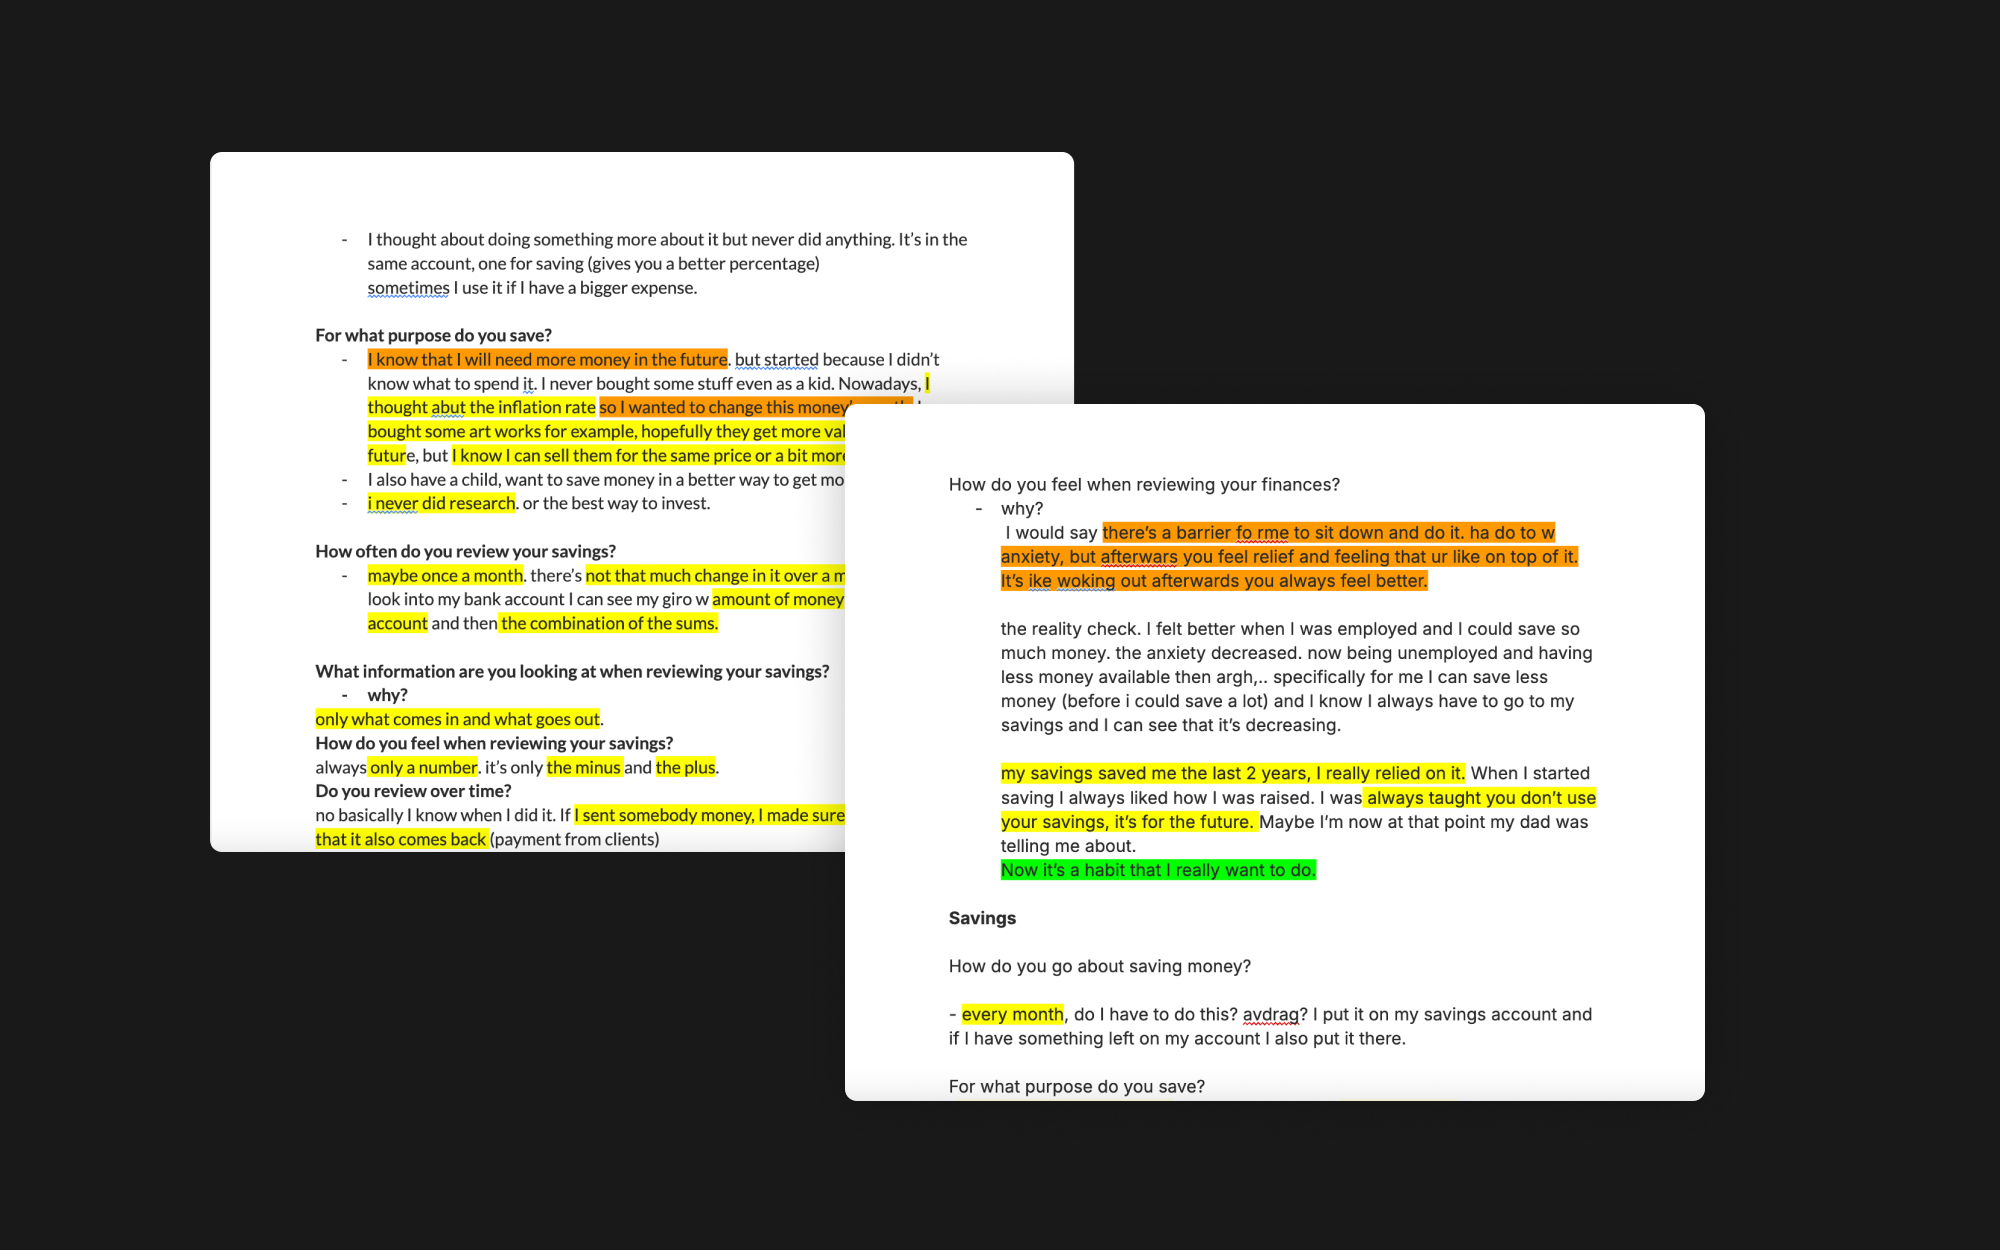 - I thought about doing something more about it but never did anything. It's in the
same account, one for saving (gives you a better percentage)
sometimes I use it if I have a bigger expense.
For what purpose do you save?
- I know that I will need more money in the future. but started because I didn't
know what to spend it. I never bought some stuff even as a kid. Nowadays, I
thought abut the inflation rate so I wanted to change this money
bought some art works for example, hopefully they get more
future, but I know I can sell them for the same price or a bit more
- I also have a child, want to save money in a better way to get
- i never did research. or the best way to invest.
How often do you review your savings?
- maybe once a month. there's not that much change in it over a
look into my bank account I can see my giro w amount of money
account and then the combination of the sums.
What information are you looking at when reviewing your savings?
- why?
only what comes in and what goes out.
How do you feel when reviewing your savings?
always only a number. it's only the minus and the plus.
Do you review over time?
no basically I know when I did it. If I sent somebody money, I made sure
that it also comes back (payment from clients)
How do you feel when reviewing your finances?
- why?
I would say there's a barrier fo rme to sit down and do it. ha do to w
anxiety, but afterwars you feel relief and feeling that ur like on top of it.
It's ike woking out afterwards you always feel better.
the reality check. I felt better when I was employed and I could save so
much money. the anxiety decreased. now being unemployed and having
less money available then argh,.. specifically for me I can save less
money (before i could save a lot) and I know I always have to go to my
savings and I can see that it's decreasing.
my savings saved me the last 2 years, I really relied on it. When I started
saving I always liked how I was raised. I was always taught you don't use
your savings, it's for the future. Maybe I'm now at that point my dad was
telling me about.
Now it's a habit that I really want to do.
Savings
How do you go about saving money?
- every month, do I have to do this? avdrag? I put it on my savings account and
if I have something left on my account I also put it there.
For what purpose do you save?